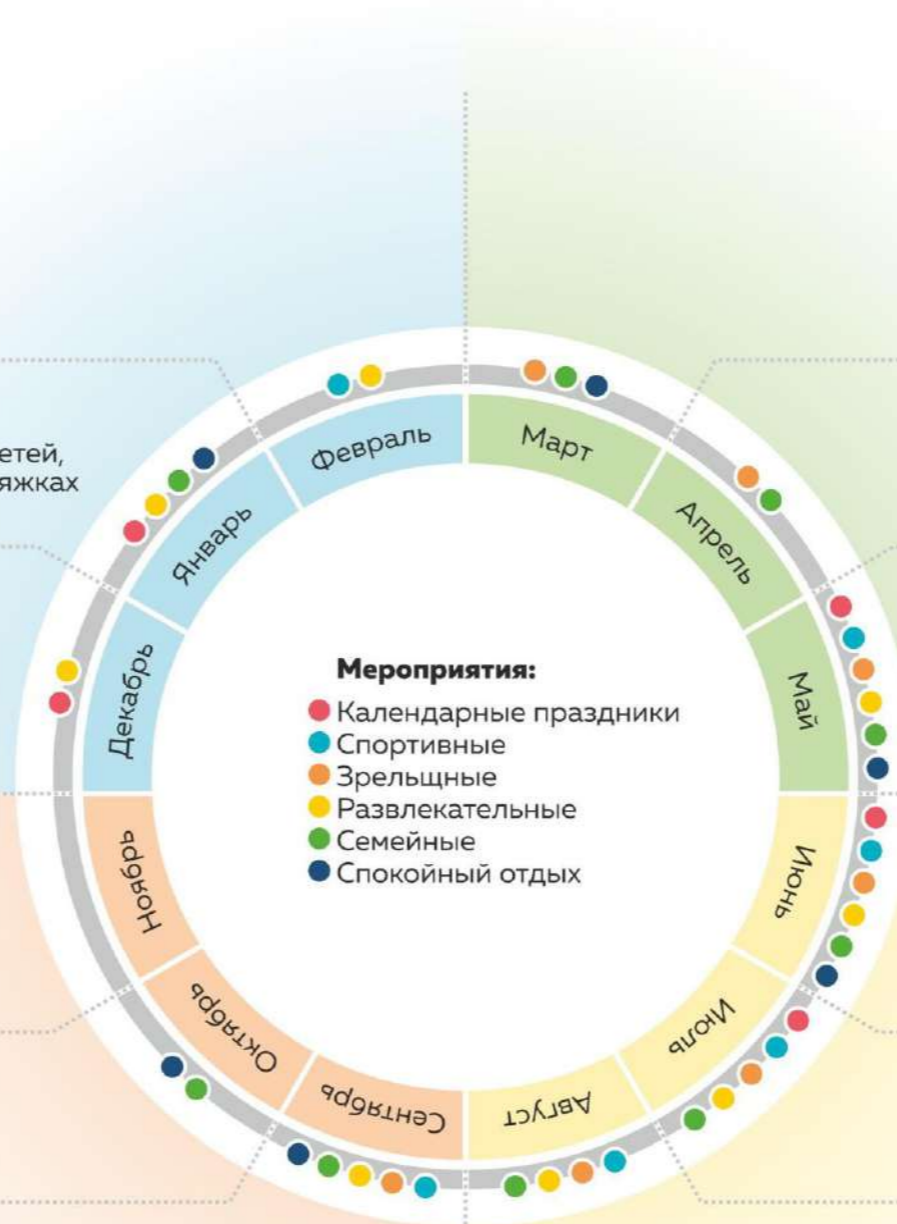 етей,
яжках
Февраль
Март
Январь
Апрель
Декабрь
Май
Мероприятия:
Календарные праздники
Спортивные
Зрелищные
Развлекательные
Семейные
Спокойный отдых
Ноябрь
Июнь
Октябрь
Июль
Сентябрь
Август